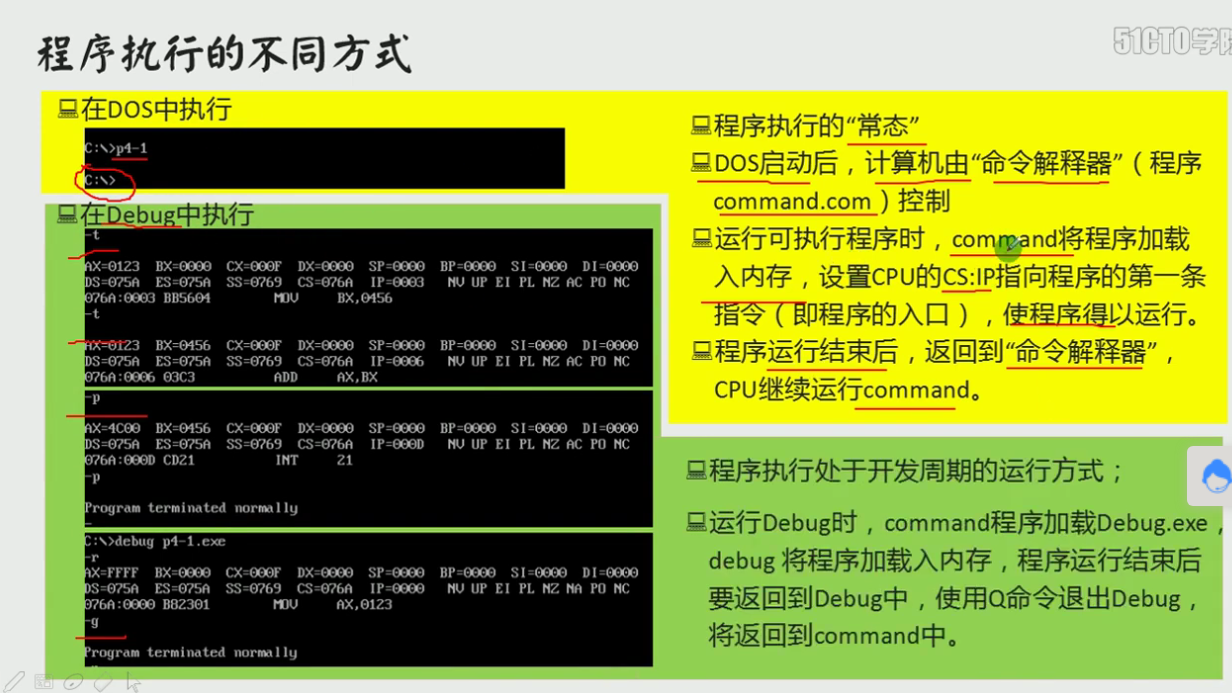 程序执行的不同方式
51CTO学院
在DOS中执行
C:\>p4-1
C:\>
在Debug中执行
-t
AX=0123 BX=0000 CX=000F DX=0000 SP=0000 BP=0000 SI=0000 DI=0000
DS=075A ES=075A SS=0769 CS=076A IP=0003 NV UP EI PL NZ AC PO NC
076A:0003 BB5604 MOV BX,0456
-t
AX=0123 BX=0456 CX=000F DX=0000 SP=0000 BP=0000 SI=0000 DI=0000
DS=075A ES=075A SS=0769 CS=076A IP=0006 NV UP EI PL NZ AC PO NC
076A:0006 03C3 ADD AX,BX
-p
AX=4C00 BX=0456 CX=000F DX=0000 SP=0000 BP=0000 SI=0000 DI=0000
DS=075A ES=075A SS=0769 CS=076A IP=000D NV UP EI PL NZ AC PO NC
076A:000D CD21 INT 21
-p
Program terminated normally
-
C:\>debug p4-1.exe
-r
AX=FFFF BX=0000 CX=000F DX=0000 SP=0000 BP=0000 SI=0000 DI=0000
DS=075A ES=075A SS=0769 CS=076A IP=0000 NV UP EI PL NZ NA PO NC
076A:0000 B82301 MOV AX,0123
-g
Program terminated normally
程序执行的“常态”
DOS启动后，计算机由“命令解释器”（程序
command.com）控制
运行可执行程序时，command将程序加载
入内存，设置CPU的CS:IP指向程序的第一条
指令（即程序的入口），使程序得以运行。
程序运行结束后，返回到“命令解释器”，
CPU继续运行command。
程序执行处于开发周期的运行方式；
运行Debug时，command程序加载Debug.exe，
debug 将程序加载入内存，程序运行结束后
要返回到Debug中，使用Q命令退出Debug，
将返回到command中。